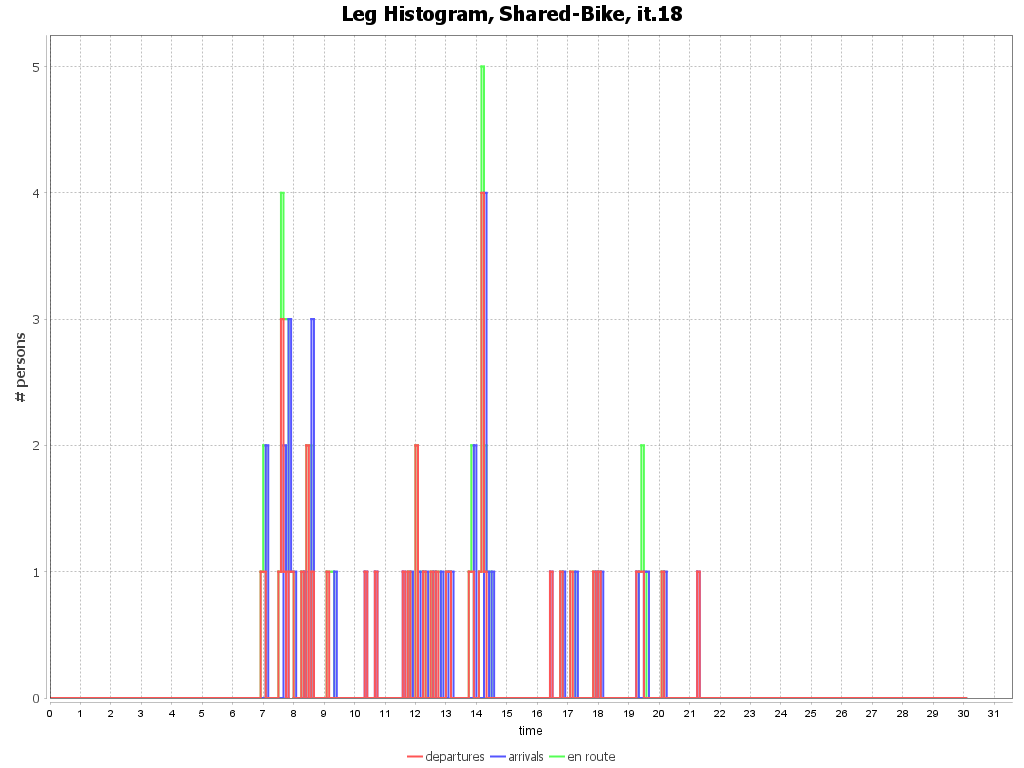 Leg Histogram, Shared-Bike, it.18
# persons
5
4
3
2
1
0
0 1 2 3 4 5 6 7 8 9 10 11 12 13 14 15 16 17 18 19 20 21 22 23 24 25 26 27 28 29 30 31
time
departures arrivals en route